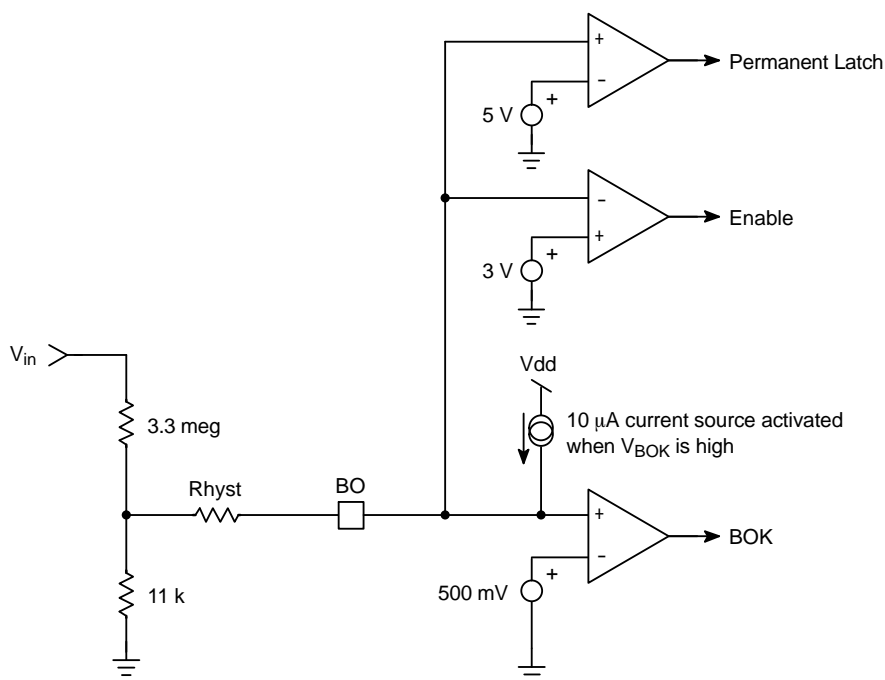 +
−
Permanent Latch
+
5 V
−
+
Enable
+
3 V
V_in
3.3 meg
Vdd
10 μA current source activated
when V_BOK is high
Rhyst
BO
+
−
BOK
+
11 k
500 mV